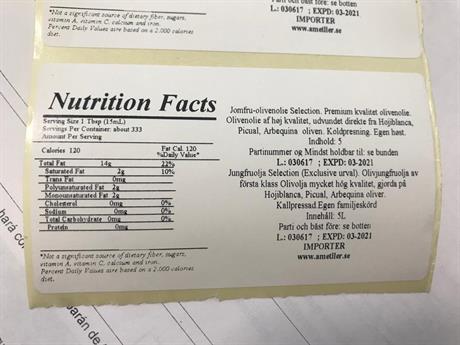 *Not a significant source of dietary fiber, sugars,
vitamin A, vitamin C, calcium and iron.
Percent Daily Values aire based on a 2.000 calories
diet.
Parti och bäst före: se botten
L.: 030617 ; EXPD: 03-2021
IMPORTER
www.ametller.se
Nutrition Facts
Serving Size 1 Tbsp (15mL)
Servings Per Container: about 333
Amount Per Serving
Calories 120 Fat Cal. 120
%Daily Value*
Total Fat 14g 22%
Saturated Fat 2g 10%
Trans Fat 0mg
Polyunsaturated Fat 2g
Monounsaturated Fat 2g
Cholesterol 0mg 0%
Sodium 0mg 0%
Total Carbohydrate 0mg 0%
Protein 0mg
*Not a significant source of dietary fiber, sugars,
vitamin A, vitamin C, calcium and iron.
Percent Daily Values aire based on a 2.000 calories
diet.
Jomfru-olivenolie Selection. Premium kvalitet olivenolie.
Olivenolie af høj kvalitet, udvundet direkte fra Hojiblanca,
Picual, Arbequina oliven. Koldpresning. Egen høst.
Indhold: 5
Partinummer og Mindst holdbar til: se bunden
L.: 030617 ; EXPD: 03-2021
Jungfruolja Selection (Exclusive urval). Olivjungfruolja av
första klass Olivolja mycket hög kvalitet, gjorda på
Hojiblanca, Picual, Arbequina oliver.
Kallpressad.Egen familjeskörd
Innehåll: 5L
Parti och bäst före: se botten
L.: 030617 ; EXPD: 03-2021
IMPORTER
www.ametller.se
hará co
barán de